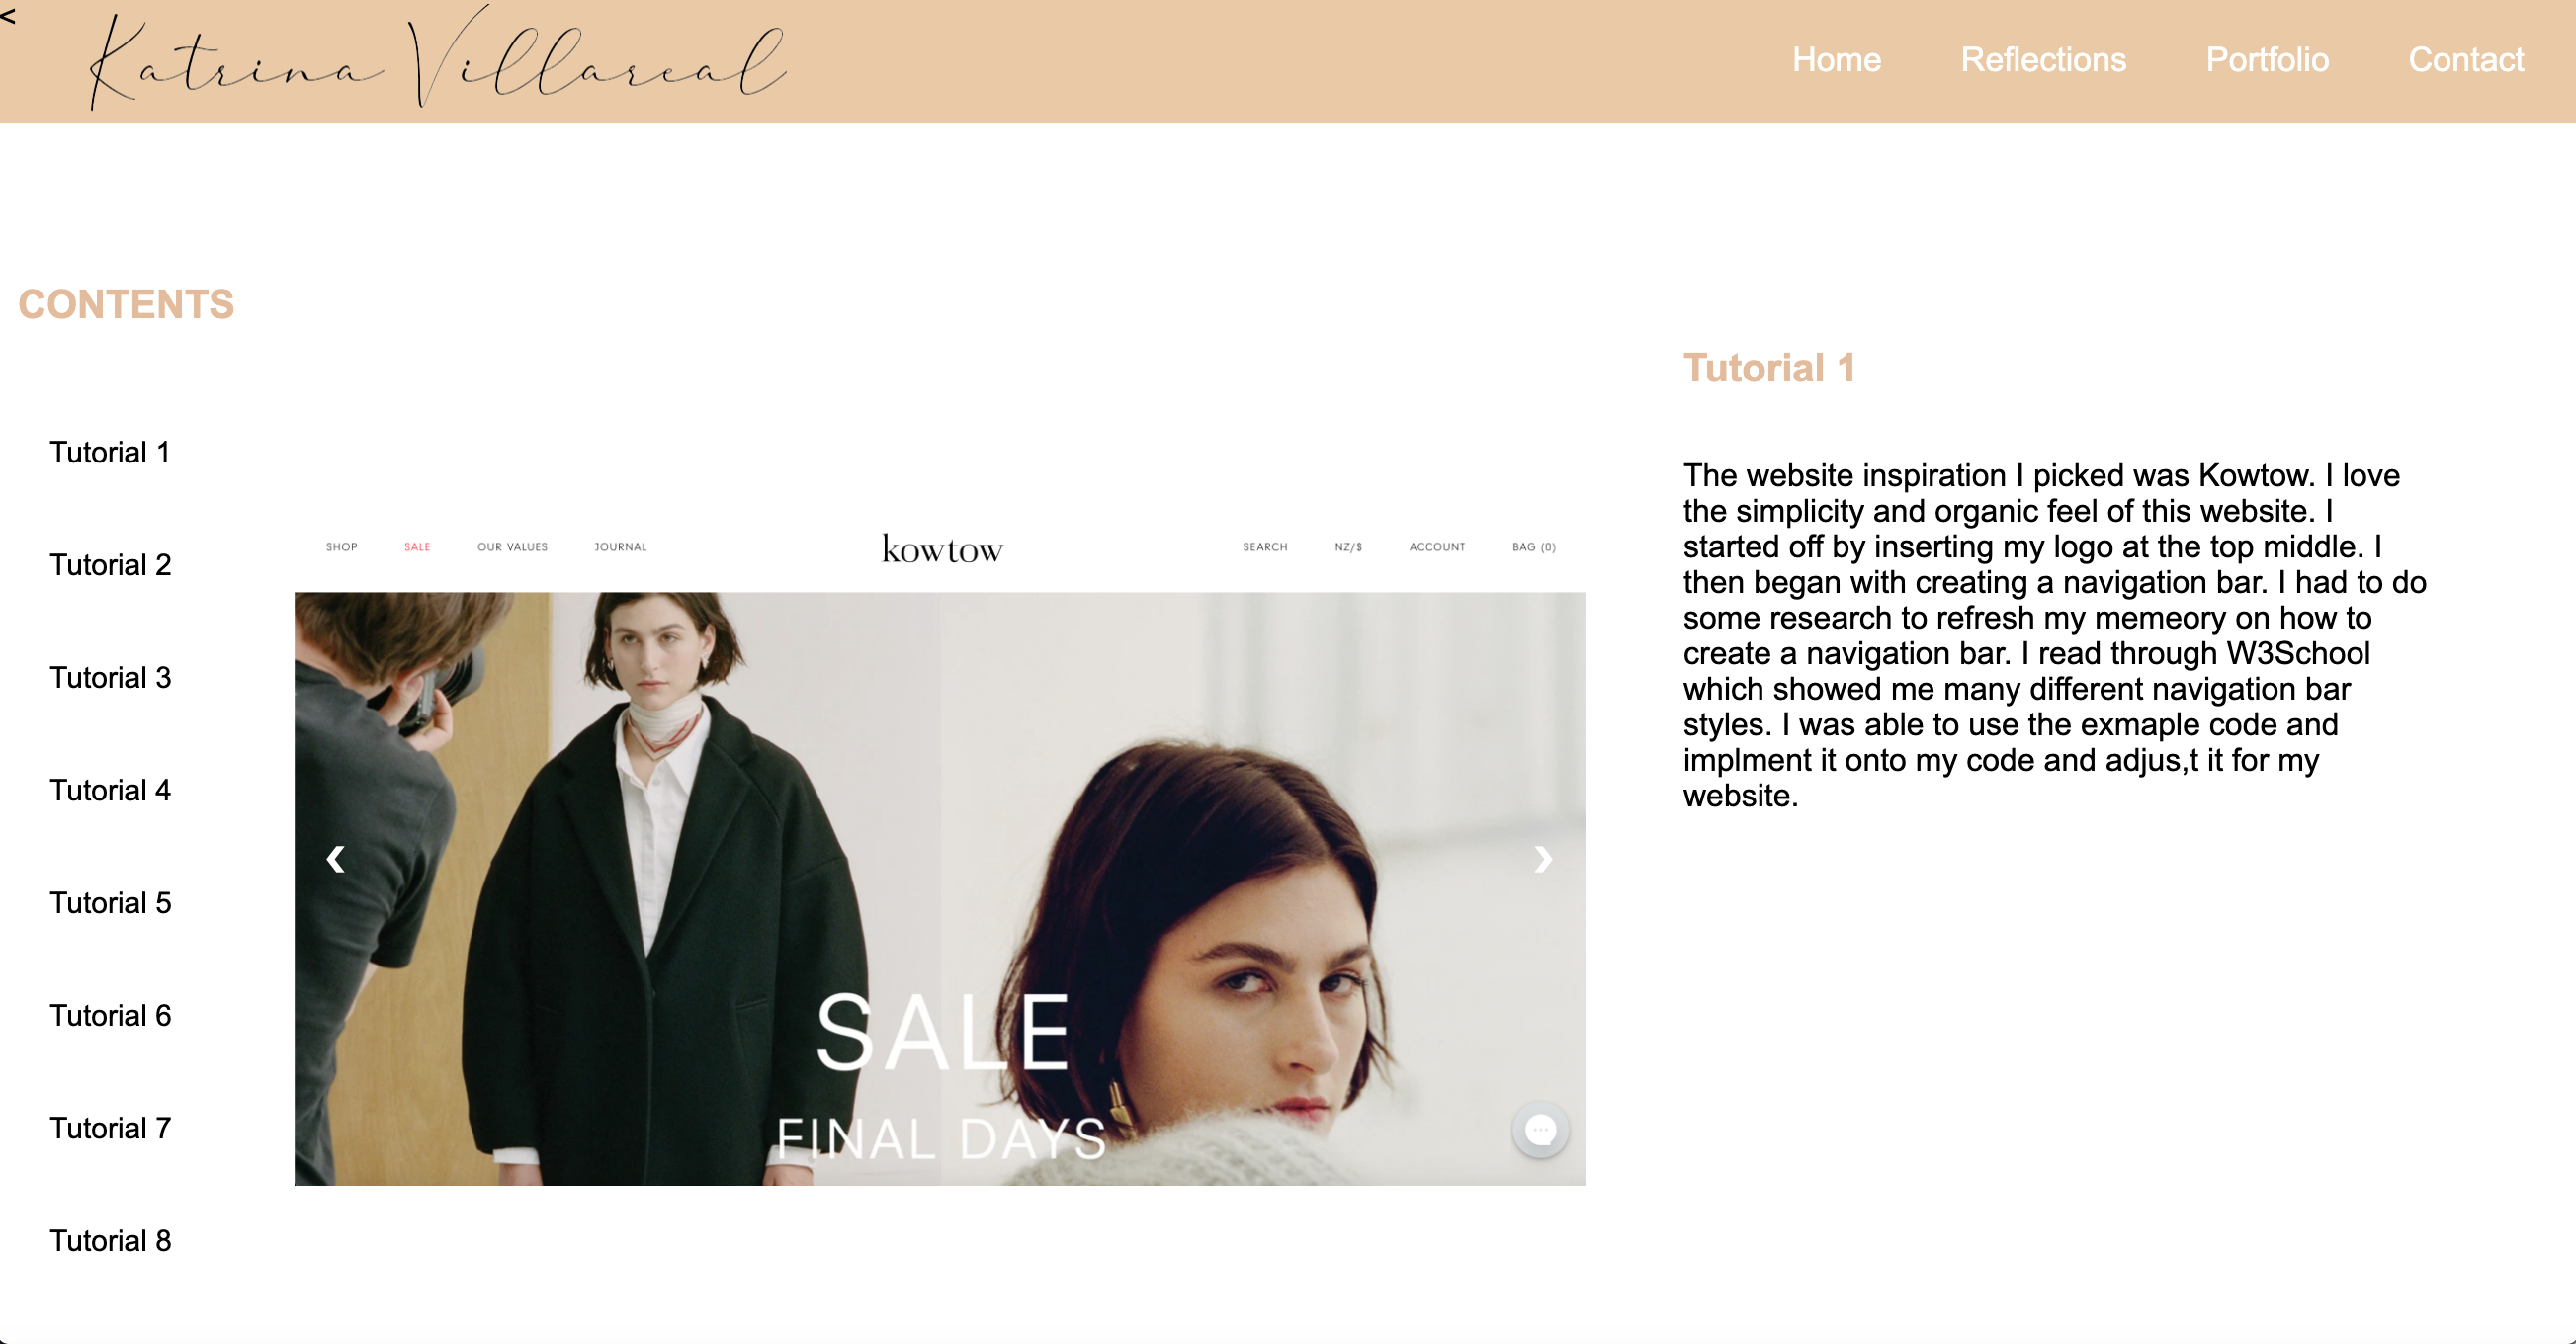 <
Katrina Villareal
Home Reflections Portfolio Contact
CONTENTS
Tutorial 1
Tutorial 2
Tutorial 3
Tutorial 4
Tutorial 5
Tutorial 6
Tutorial 7
Tutorial 8
SHOP SALE OUR VALUES JOURNAL kowtow SEARCH NZ/$ ACCOUNT BAG (0)
❮ ❯
SALE
FINAL DAYS
Tutorial 1
The website inspiration I picked was Kowtow. I love
the simplicity and organic feel of this website. I
started off by inserting my logo at the top middle. I
then began with creating a navigation bar. I had to do
some research to refresh my memeory on how to
create a navigation bar. I read through W3School
which showed me many different navigation bar
styles. I was able to use the exmaple code and
implment it onto my code and adjus,t it for my
website.